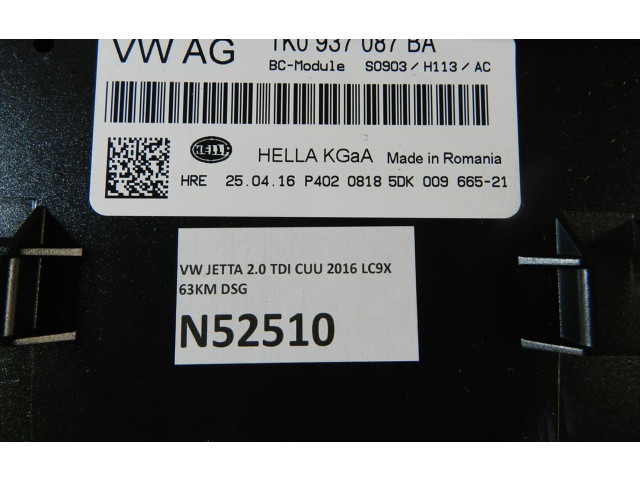 VW AG 1K0 937 087 BA
BC-Module S0903/H113/AC
HELLA HELLA KGaA Made in Romania
HRE 25.04.16 P402 0818 5DK 009 665-21
VW JETTA 2.0 TDI CUU 2016 LC9X
63KM DSG
N52510